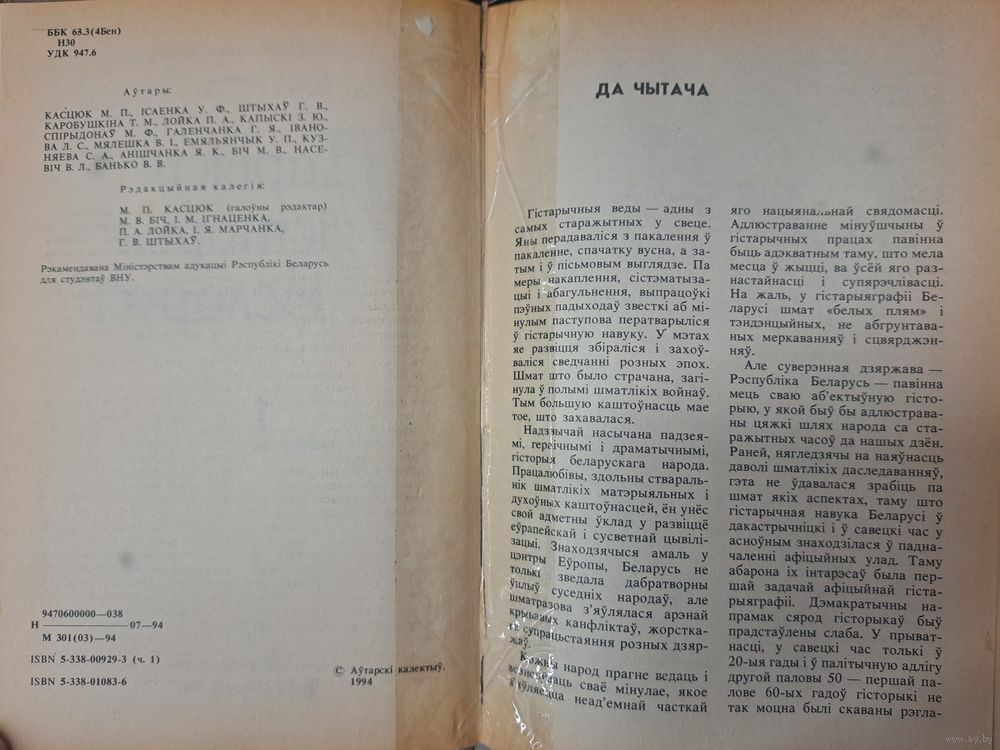 ББК 63.3(4Бен)
Н30
УДК 947.6
Аўтары:
КАСЦЮК М. П., ІСАЕНКА У. Ф., ШТЫХАЎ Г. В.,
КАРОБУШКІНА Т. М., ЛОЙКА П. А., КАПЫСКІ З. Ю.,
СПІРЫДОНАЎ М. Ф., ГАЛЕНЧАНКА Г. Я., ІВАНО-
ВА Л. С., МЯЛЕШКА В. І., ЕМЯЛЬЯНЧЫК У. П., КУЗ-
НЯЕВА С. А., АНІШЧАНКА Я. К., БІЧ М. В., НАСЕ-
ВІЧ В. Л., БАНЬКО В. В.
Рэдакцыйная калегія:
М. П. КАСЦЮК (галоўны рэдактар)
М. В. БІЧ, І. М. ІГНАЦЕНКА,
П. А. ЛОЙКА, І. Я. МАРЧАНКА,
Г. В. ШТЫХАЎ.
Рэкамендавана Міністэрствам адукацыі Рэспублікі Беларусь
для студэнтаў ВНУ.
9470600000—038
Н ————— 07—94
М 301(03)—94
ISBN 5-338-00929-3 (ч. 1)
ISBN 5-338-01083-6
© Аўтарскі калектыў.
1994
ДА ЧЫТАЧА
Гістарычныя веды — адны з
самых старажытных у свеце.
Яны перадаваліся з пакалення ў
пакаленне, спачатку вусна, а за-
тым і ў пісьмовым выглядзе. Па
меры накаплення, сістэматыза-
цыі і абагульнення, выпрацоўкі
пэўных падыходаў звесткі аб мі-
нулым паступова ператварыліся
ў гістарычную навуку. У мэтах
яе развіцця збіраліся і захоў-
валіся сведчанні розных эпох.
Шмат што было страчана, загі-
нула ў полымі шматлікіх войнаў.
Тым большую каштоўнасць мае
тое, што захавалася.
Надзвычай насычана падзея-
мі, гераічнымі і драматычнымі,
гісторыя беларускага народа.
Працалюбівы, здольны ствараль-
нік шматлікіх матэрыяльных і
духоўных каштоўнасцей, ён унёс
свой адметны ўклад у развіццё
еўрапейскай і сусветнай цывілі-
зацыі. Знаходзячыся амаль у
цэнтры Еўропы, Беларусь не
толькі зведала дабратворны
ўплыў суседніх народаў, але
шматразова з'яўлялася арэнай
крывавых канфліктаў, жорстка-
га супрацьстаяння розных дзяр-
жаў.
Кожны народ прагне ведаць і
сваё мінулае, якое
з'яўляецца неад'емнай часткай
яго нацыянальнай свядомасці.
Адлюстраванне мінуўшчыны ў
гістарычных працах павінна
быць адэкватным таму, што мела
месца ў жыцці, ва ўсёй яго раз-
настайнасці і супярэчлівасці.
На жаль, у гістарыяграфіі Бе-
ларусі шмат «белых плям» і
тэндэнцыйных, не абгрунтава-
ных меркаванняў і сцвярджэн-
няў.
Але суверэнная дзяржава —
Рэспубліка Беларусь — павінна
мець сваю аб'ектыўную гісто-
рыю, у якой быў бы адлюстрава-
ны цяжкі шлях народа са ста-
ражытных часоў да нашых дзён.
Раней, нягледзячы на наяўнасць
даволі шматлікіх даследаванняў,
гэта не ўдавалася зрабіць па
шмат якіх аспектах, таму што
гістарычная навука Беларусі ў
дакастрычніцкі і ў савецкі час у
асноўным знаходзілася ў падна-
чаленні афіцыйных улад. Таму
абарона іх інтарэсаў была пер-
шай задачай афіцыйнай гіста-
рыяграфіі. Дэмакратычны на-
прамак сярод гісторыкаў быў
прадстаўлены слаба. У прыват-
насці, у савецкі час толькі ў
20-ыя гады і ў палітычную адлігу
другой паловы 50 — першай па-
лове 60-ых гадоў гісторыкі не
так моцна былі скаваны рэгла-
www.ay.by